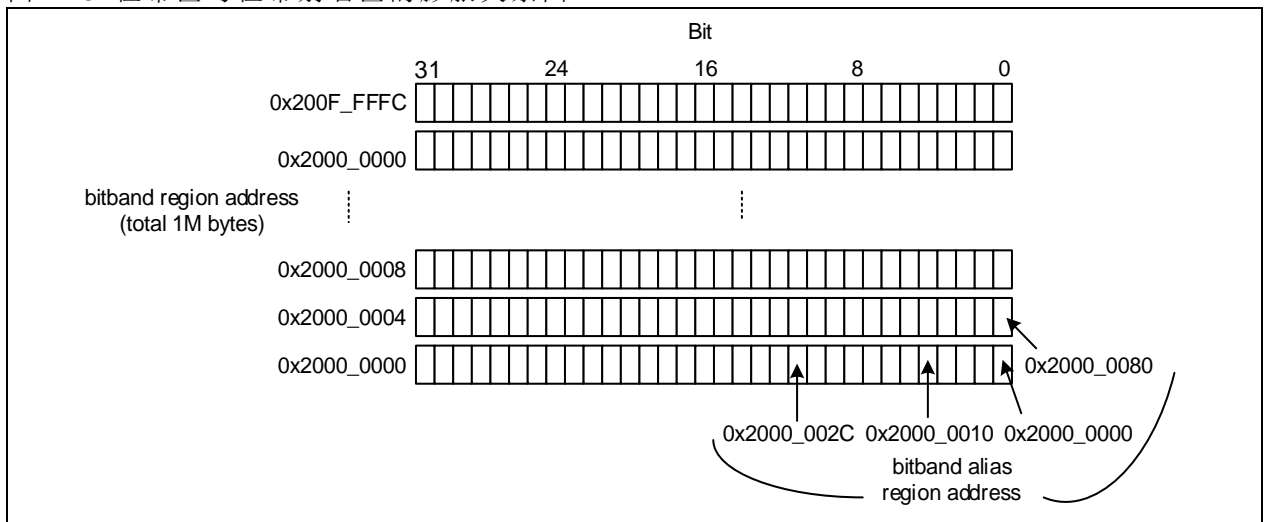 Bit
31 24 16 8 0
0x200F_FFFC
0x2000_0000
bitband region address
(total 1M bytes)
0x2000_0008
0x2000_0004
0x2000_0000
0x2000_0080
0x2000_002C 0x2000_0010 0x2000_0000
bitband alias
region address